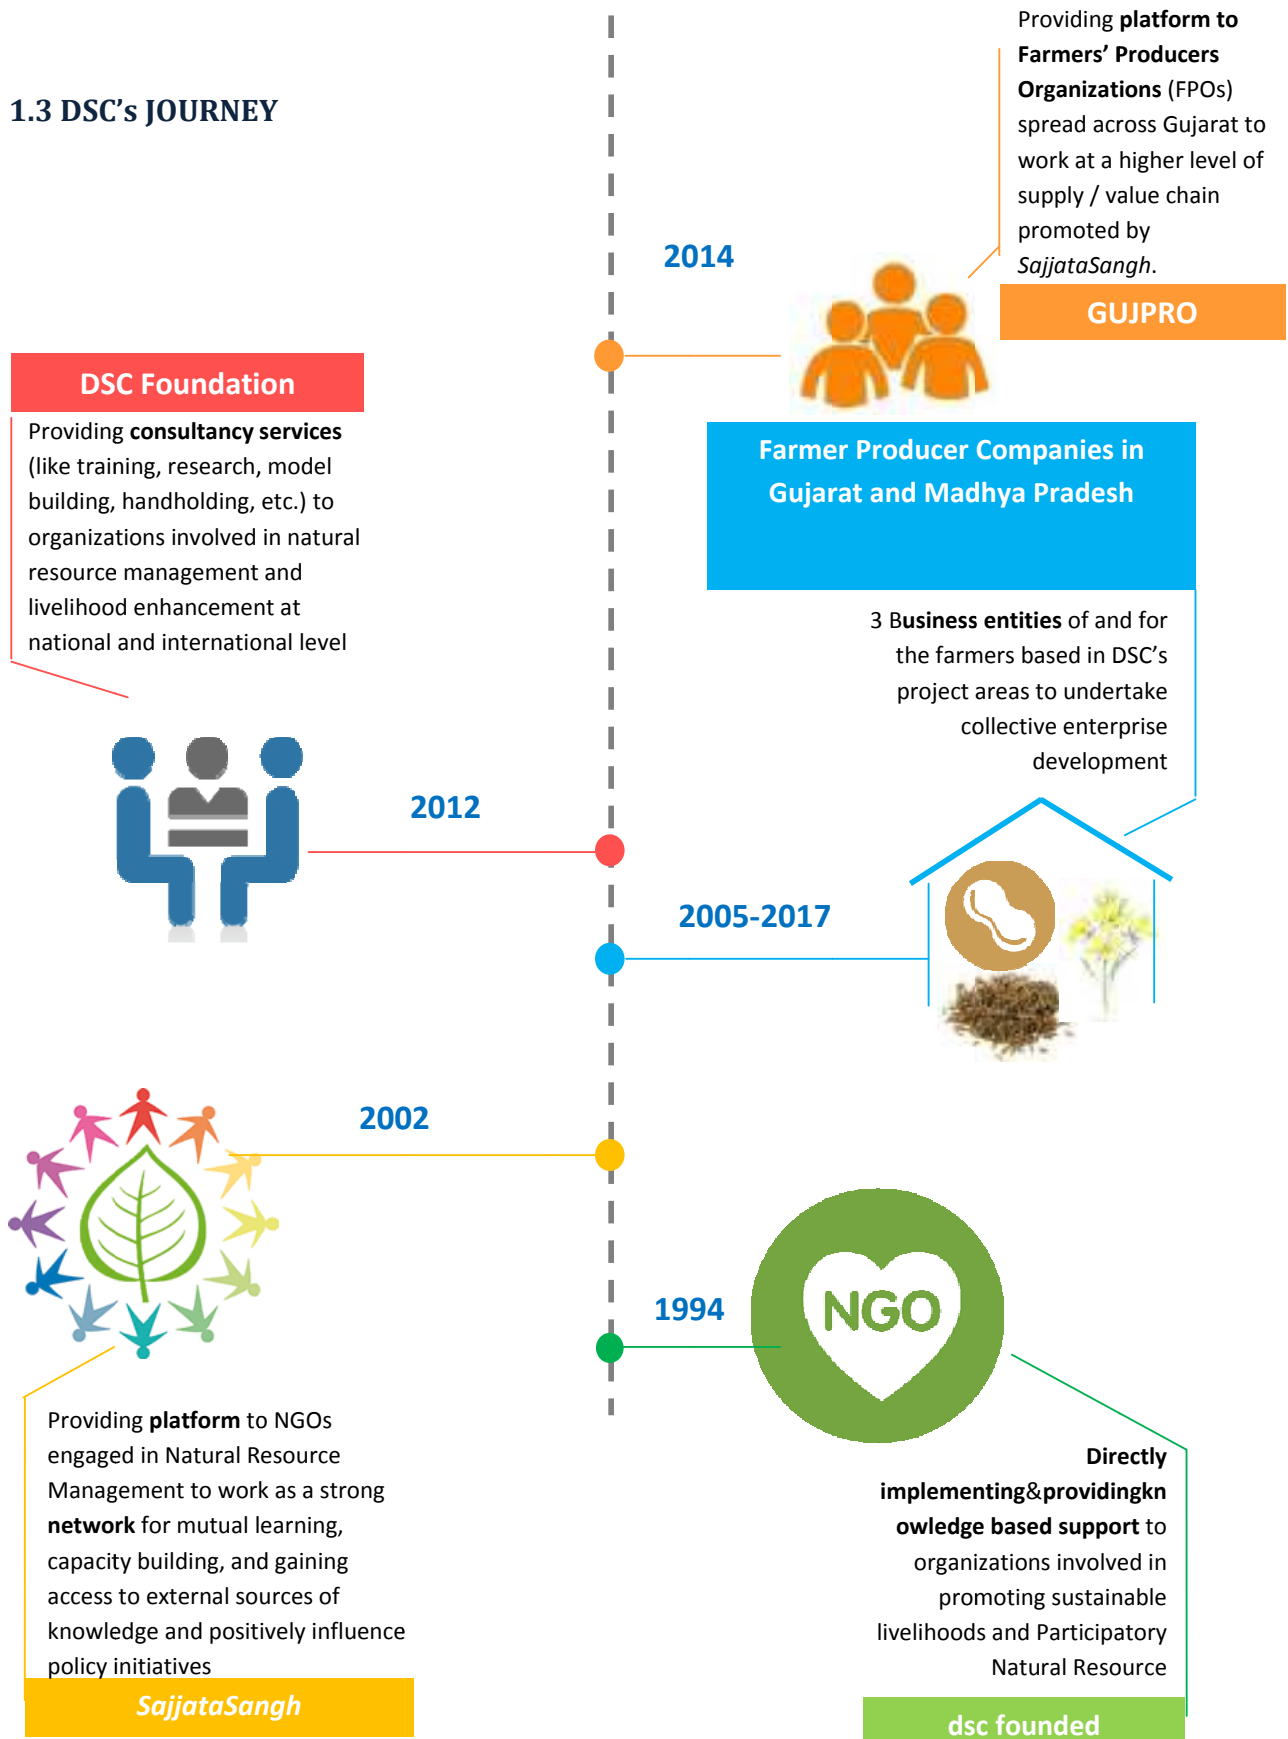 1.3 DSC's JOURNEY
Providing platform to
Farmers' Producers
Organizations (FPOs)
spread across Gujarat to
work at a higher level of
supply / value chain
promoted by
SajjataSangh.
GUJPRO
2014
DSC Foundation
Providing consultancy services
(like training, research, model
building, handholding, etc.) to
organizations involved in natural
resource management and
livelihood enhancement at
national and international level
2012
Farmer Producer Companies in
Gujarat and Madhya Pradesh
3 Business entities of and for
the farmers based in DSC's
project areas to undertake
collective enterprise
development
2005-2017
2002
Providing platform to NGOs
engaged in Natural Resource
Management to work as a strong
network for mutual learning,
capacity building, and gaining
access to external sources of
knowledge and positively influence
policy initiatives
SajjataSangh
1994
NGO
Directly
implementing&providingkn
owledge based support to
organizations involved in
promoting sustainable
livelihoods and Participatory
Natural Resource
dsc founded